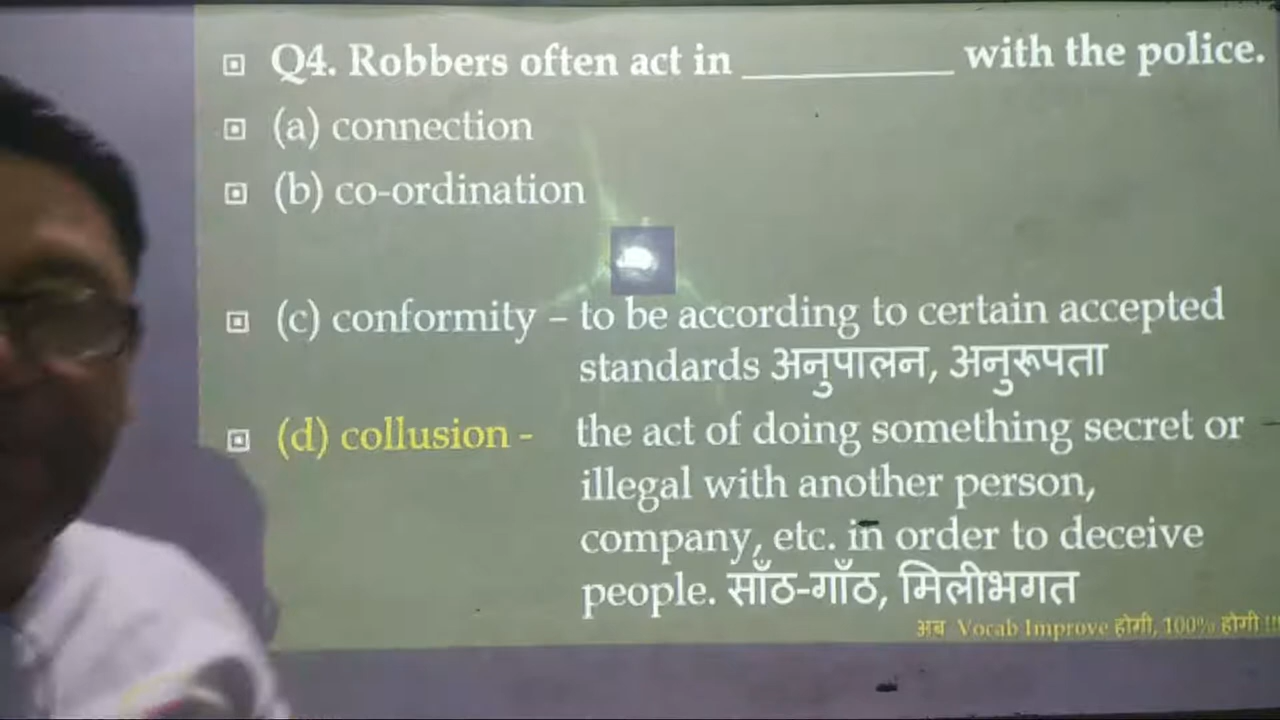 Q4. Robbers often act in __________ with the police.
(a) connection
(b) co-ordination
(c) conformity – to be according to certain accepted
standards अनुपालन, अनुरूपता
(d) collusion - the act of doing something secret or
illegal with another person,
company, etc. in order to deceive
people. साँठ-गाँठ, मिलीभगत
अब Vocab Improve होगी, 100% होगी !!!